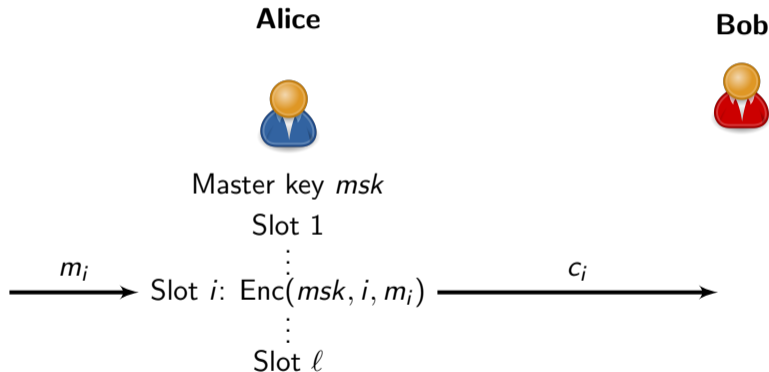 Alice
Bob
Master key msk
Slot 1
⋮
m_i
Slot i: Enc(msk, i, m_i)
c_i
⋮
Slot ℓ